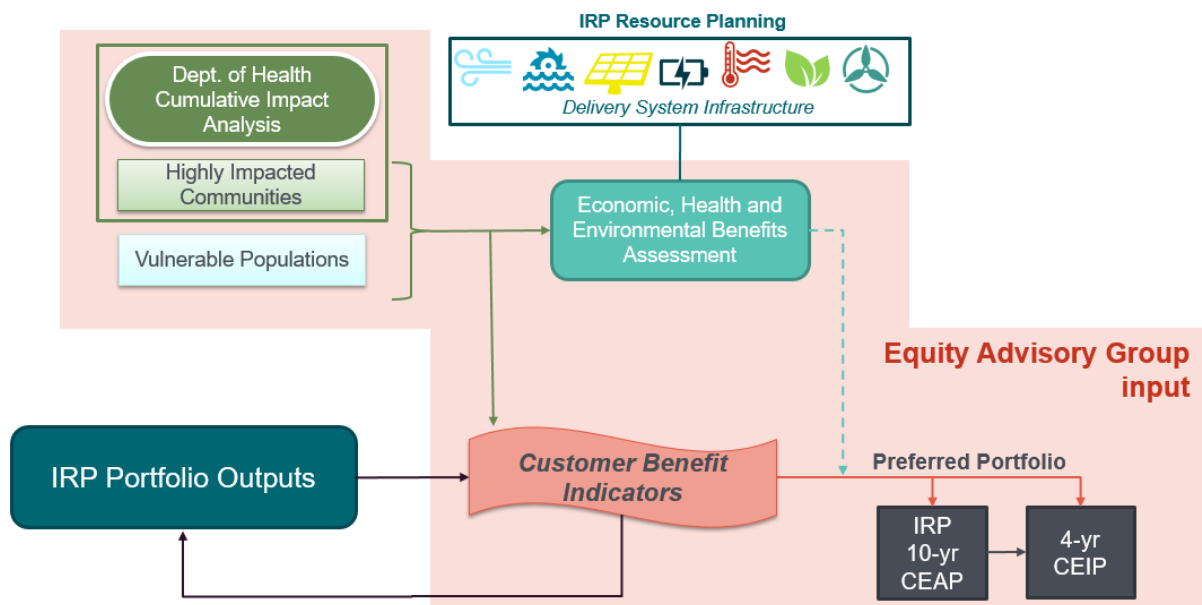 IRP Resource Planning
Delivery System Infrastructure
Dept. of Health
Cumulative Impact
Analysis
Highly Impacted
Communities
Vulnerable Populations
Economic, Health and
Environmental Benefits
Assessment
Equity Advisory Group
input
IRP Portfolio Outputs
Customer Benefit
Indicators
Preferred Portfolio
IRP
10-yr
CEAP
4-yr
CEIP